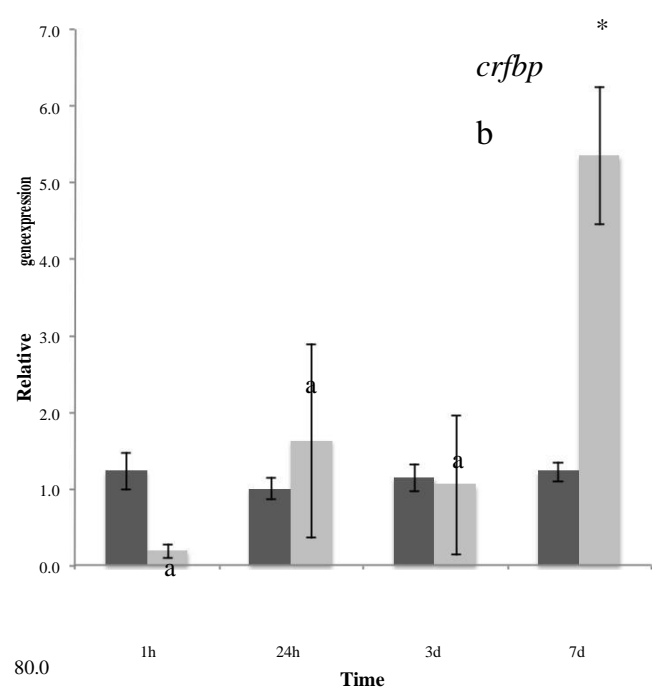 7.0
*
crfbp
6.0
b
5.0
geneexpression
4.0
3.0
Relative
a
2.0
a
1.0
0.0
a
1h 24h 3d 7d
80.0
Time